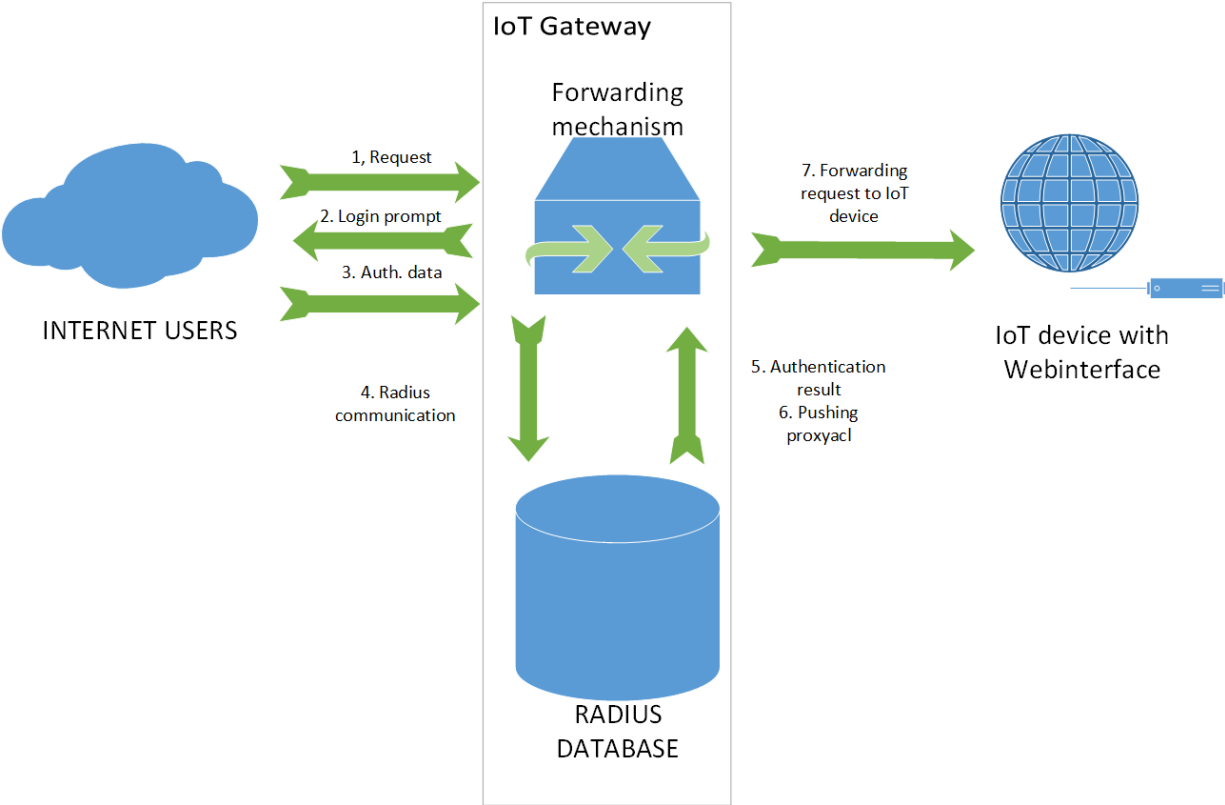 IoT Gateway
Forwarding
mechanism
1, Request
2. Login prompt
3. Auth. data
INTERNET USERS
7. Forwarding
request to IoT
device
IoT device with
Webinterface
4. Radius
communication
5. Authentication
result
6. Pushing
proxyacl
RADIUS
DATABASE